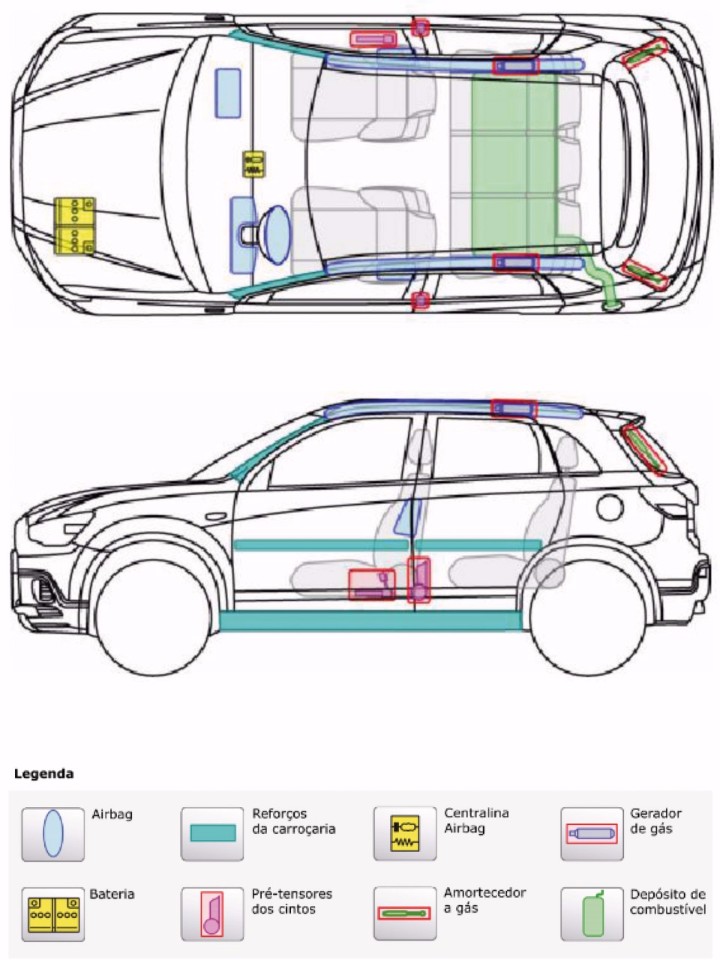 Legenda
Airbag
Reforços
da carroçaria
Centralina
Airbag
Gerador
de gás
Bateria
Pré-tensores
dos cintos
Amortecedor
a gás
Depósito de
combustível